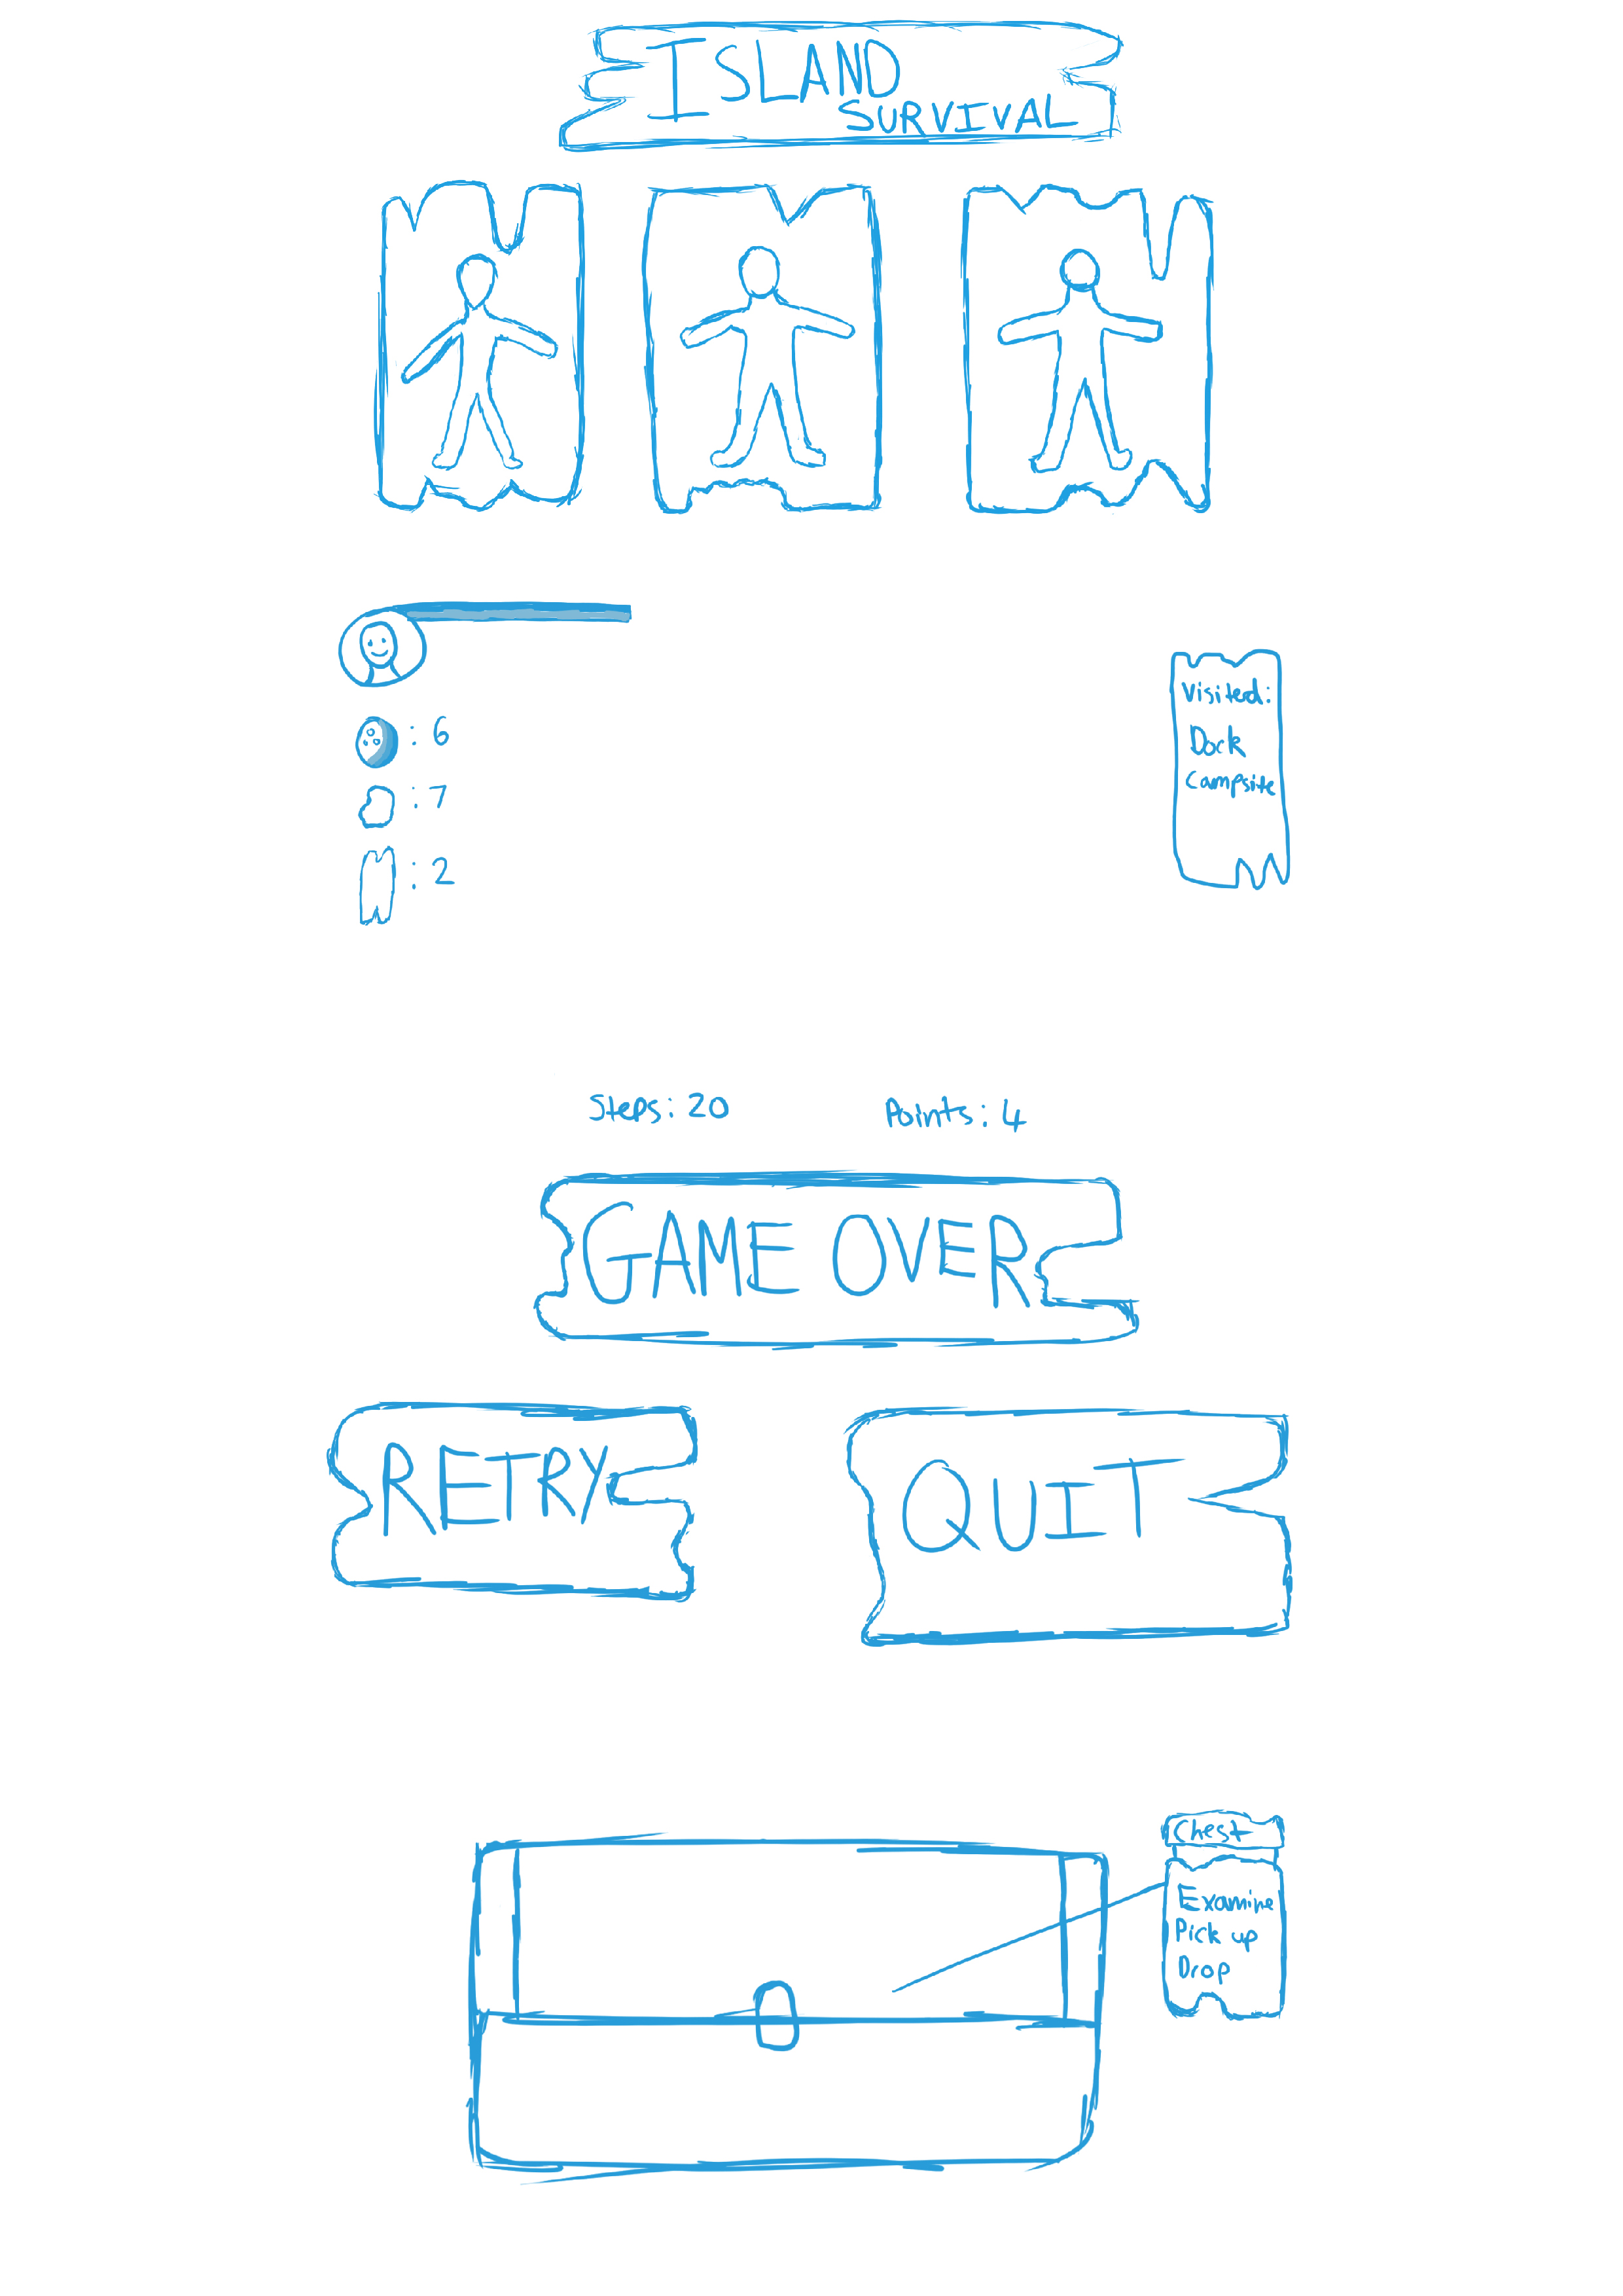 ISLAND
SURVIVAL
: 6
: 7
: 2
Visited:
Dock
Campsite
Steps: 20
Points: 4
GAME OVER
RETRY
QUIT
Chest
Examine
Pick up
Drop